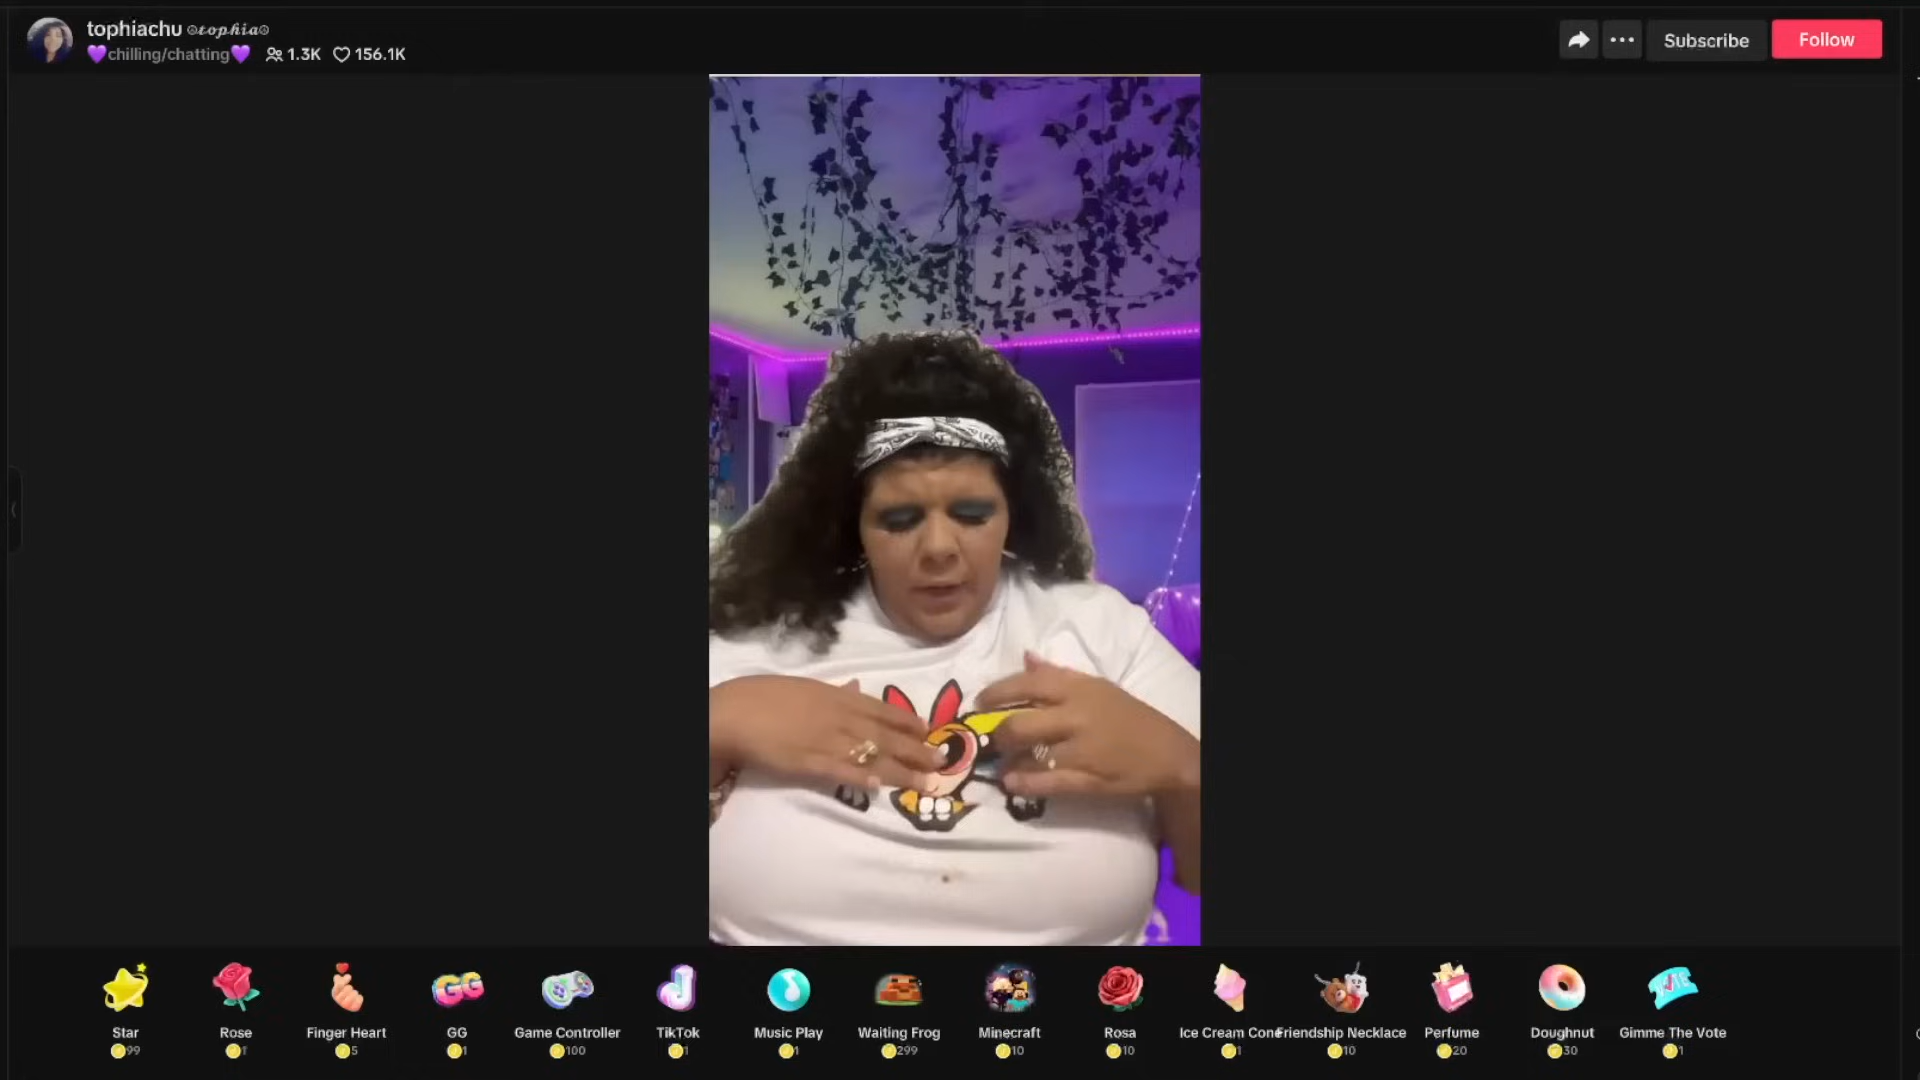 tophiachu ☮𝓽𝓸𝓹𝓱𝓲𝓪☮
💜chilling/chatting💜 1.3K 156.1K
Subscribe
Follow
GG
Star
99
Rose
1
Finger Heart
5
GG
1
Game Controller
100
TikTok
1
Music Play
1
Waiting Frog
299
Minecraft
10
Rosa
10
Ice Cream Cone
1
Friendship Necklace
10
Perfume
20
Doughnut
30
Gimme The Vote
1